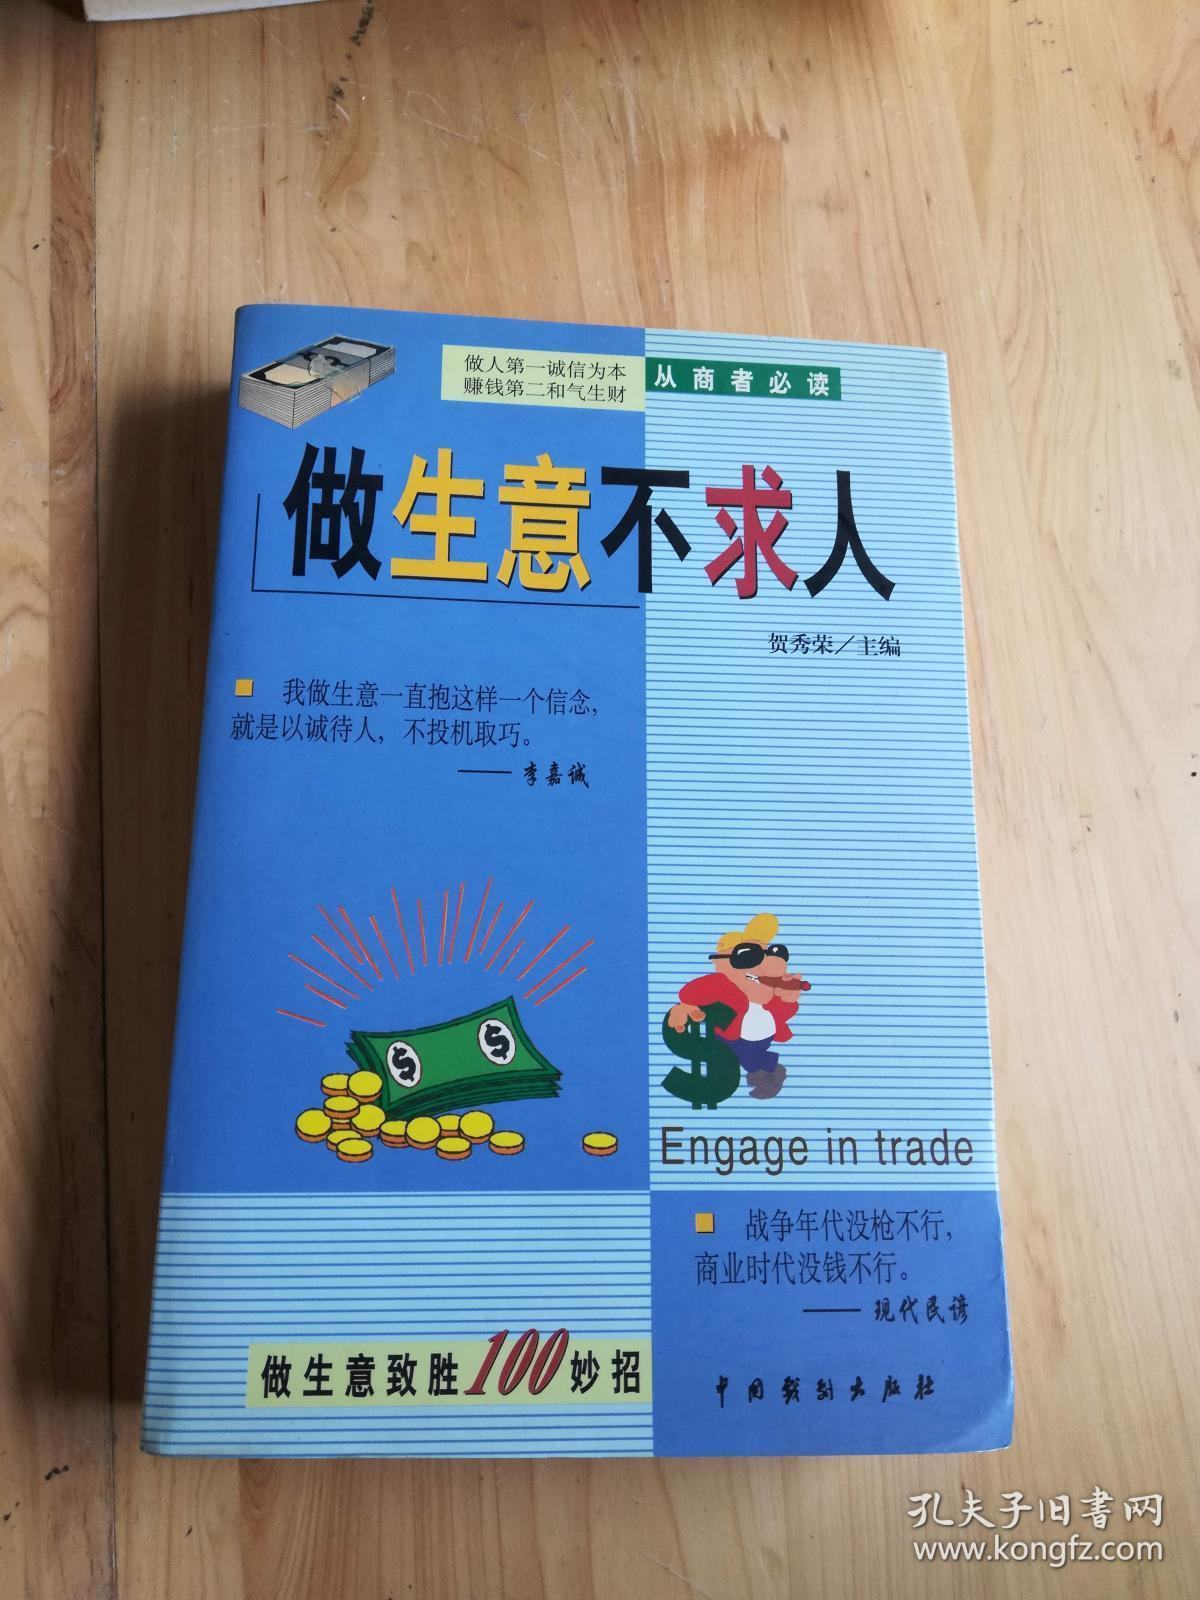 做人第一诚信为本
赚钱第二和气生财
从商者必读
做生意不求人
贺秀荣/主编
■ 我做生意一直抱这样一个信念,
就是以诚待人，不投机取巧。
——李嘉诚
$ $
$
Engage in trade
■ 战争年代没枪不行,
商业时代没钱不行。
——现代民谚
做生意致胜100妙招
中国戏剧出版社
孔夫子旧书网
www.kongfz.com